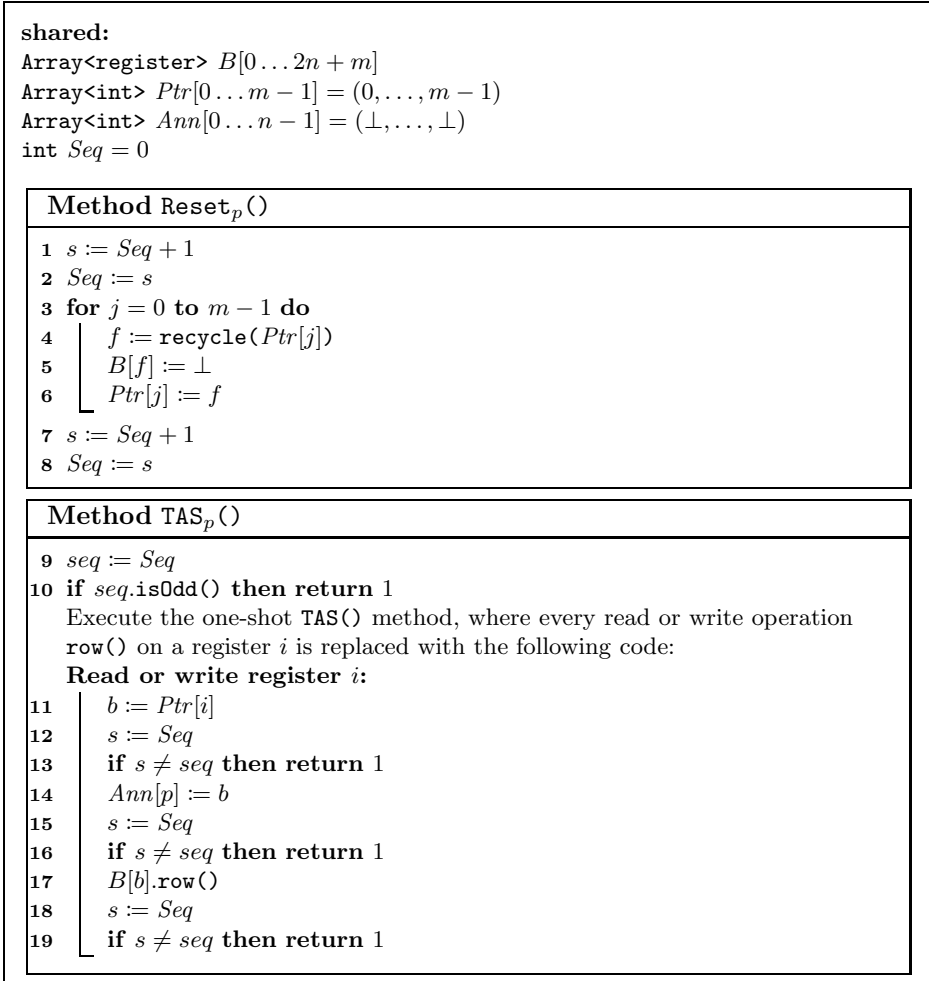 shared:
Array<register> B[0 . . . 2n + m]
Array<int> Ptr[0 . . . m − 1] = (0, . . . , m − 1)
Array<int> Ann[0 . . . n − 1] = (⊥, . . . , ⊥)
int Seq = 0
Method Reset_p()
1 s := Seq + 1
2 Seq := s
3 for j = 0 to m − 1 do
4 f := recycle(Ptr[j])
5 B[f] := ⊥
6 Ptr[j] := f
7 s := Seq + 1
8 Seq := s
Method TAS_p()
9 seq := Seq
10 if seq.isOdd() then return 1
Execute the one-shot TAS() method, where every read or write operation
row() on a register i is replaced with the following code:
Read or write register i:
11 b := Ptr[i]
12 s := Seq
13 if s ≠ seq then return 1
14 Ann[p] := b
15 s := Seq
16 if s ≠ seq then return 1
17 B[b].row()
18 s := Seq
19 if s ≠ seq then return 1